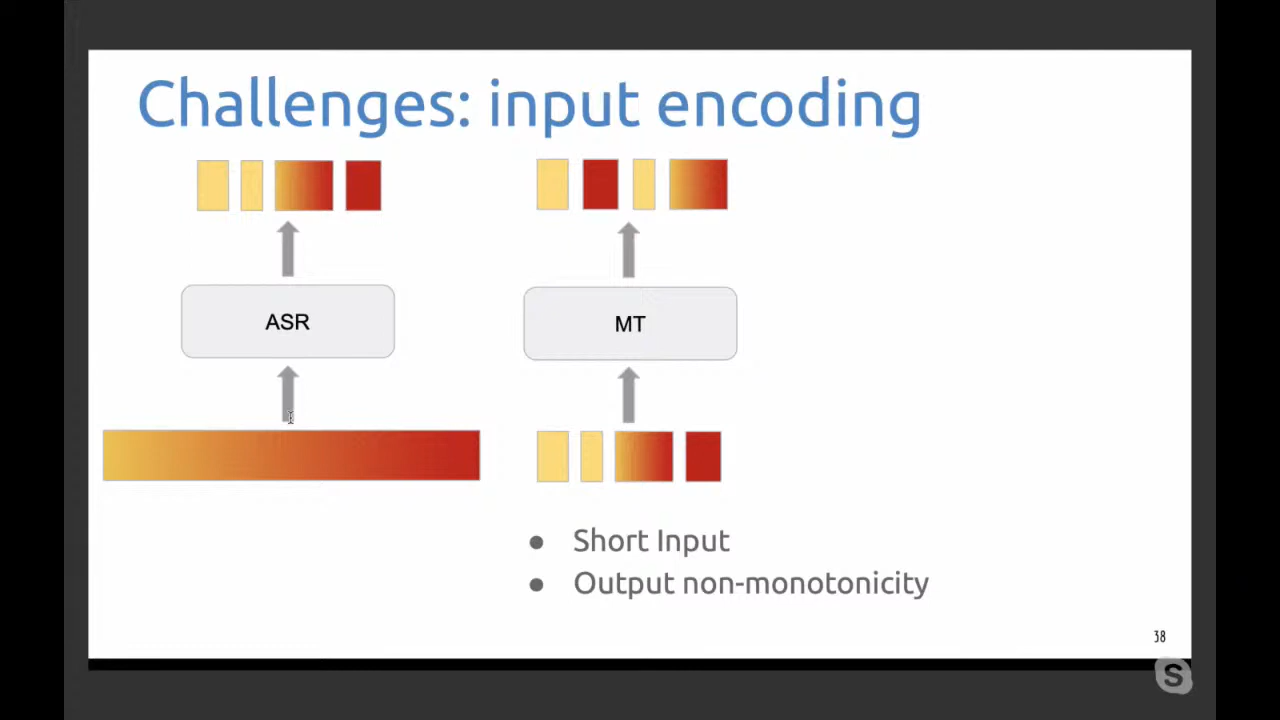 Challenges: input encoding
ASR
MT
● Short Input
● Output non-monotonicity
38
S